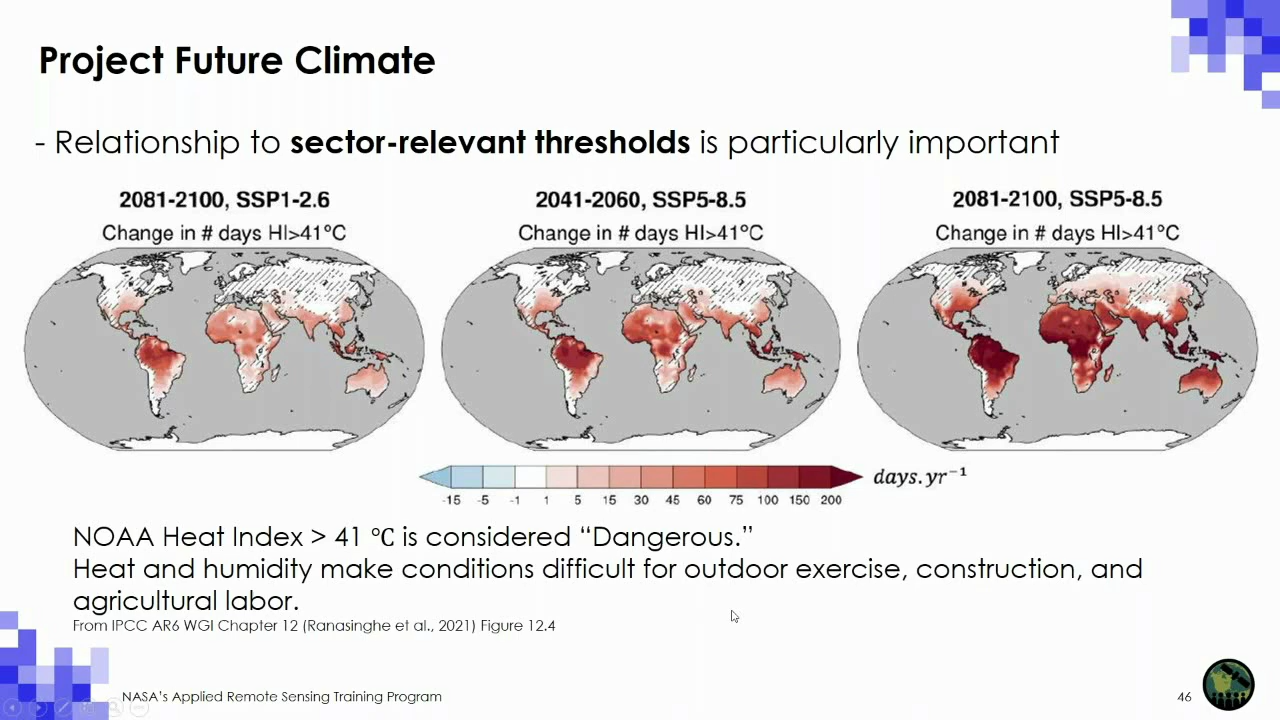 Project Future Climate
- Relationship to sector-relevant thresholds is particularly important
2081-2100, SSP1-2.6
Change in # days HI>41°C
2041-2060, SSP5-8.5
Change in # days HI>41°C
2081-2100, SSP5-8.5
Change in # days HI>41°C
-15 -5 -1 1 5 15 30 45 60 75 100 150 200
days.yr⁻¹
NOAA Heat Index > 41 ℃ is considered “Dangerous.”
Heat and humidity make conditions difficult for outdoor exercise, construction, and
agricultural labor.
From IPCC AR6 WGI Chapter 12 (Ranasinghe et al., 2021) Figure 12.4
NASA’s Applied Remote Sensing Training Program
46